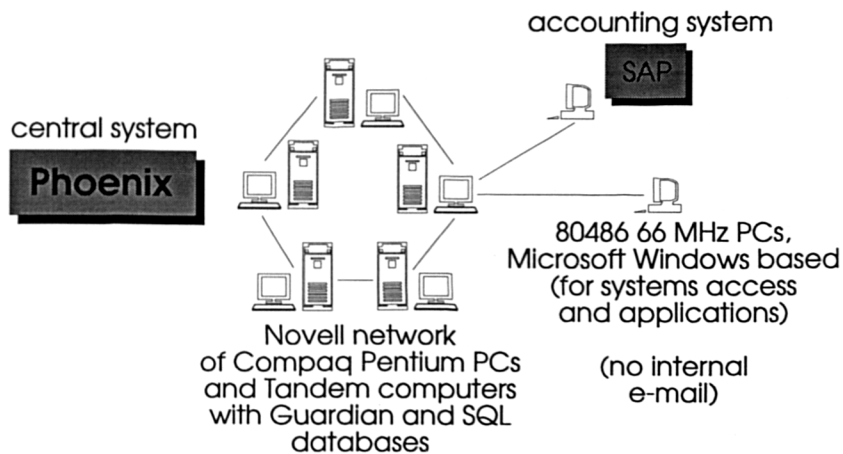 accounting system
SAP
central system
Phoenix
80486 66 MHz PCs,
Microsoft Windows based
(for systems access
and applications)
(no internal
e-mail)
Novell network
of Compaq Pentium PCs
and Tandem computers
with Guardian and SQL
databases